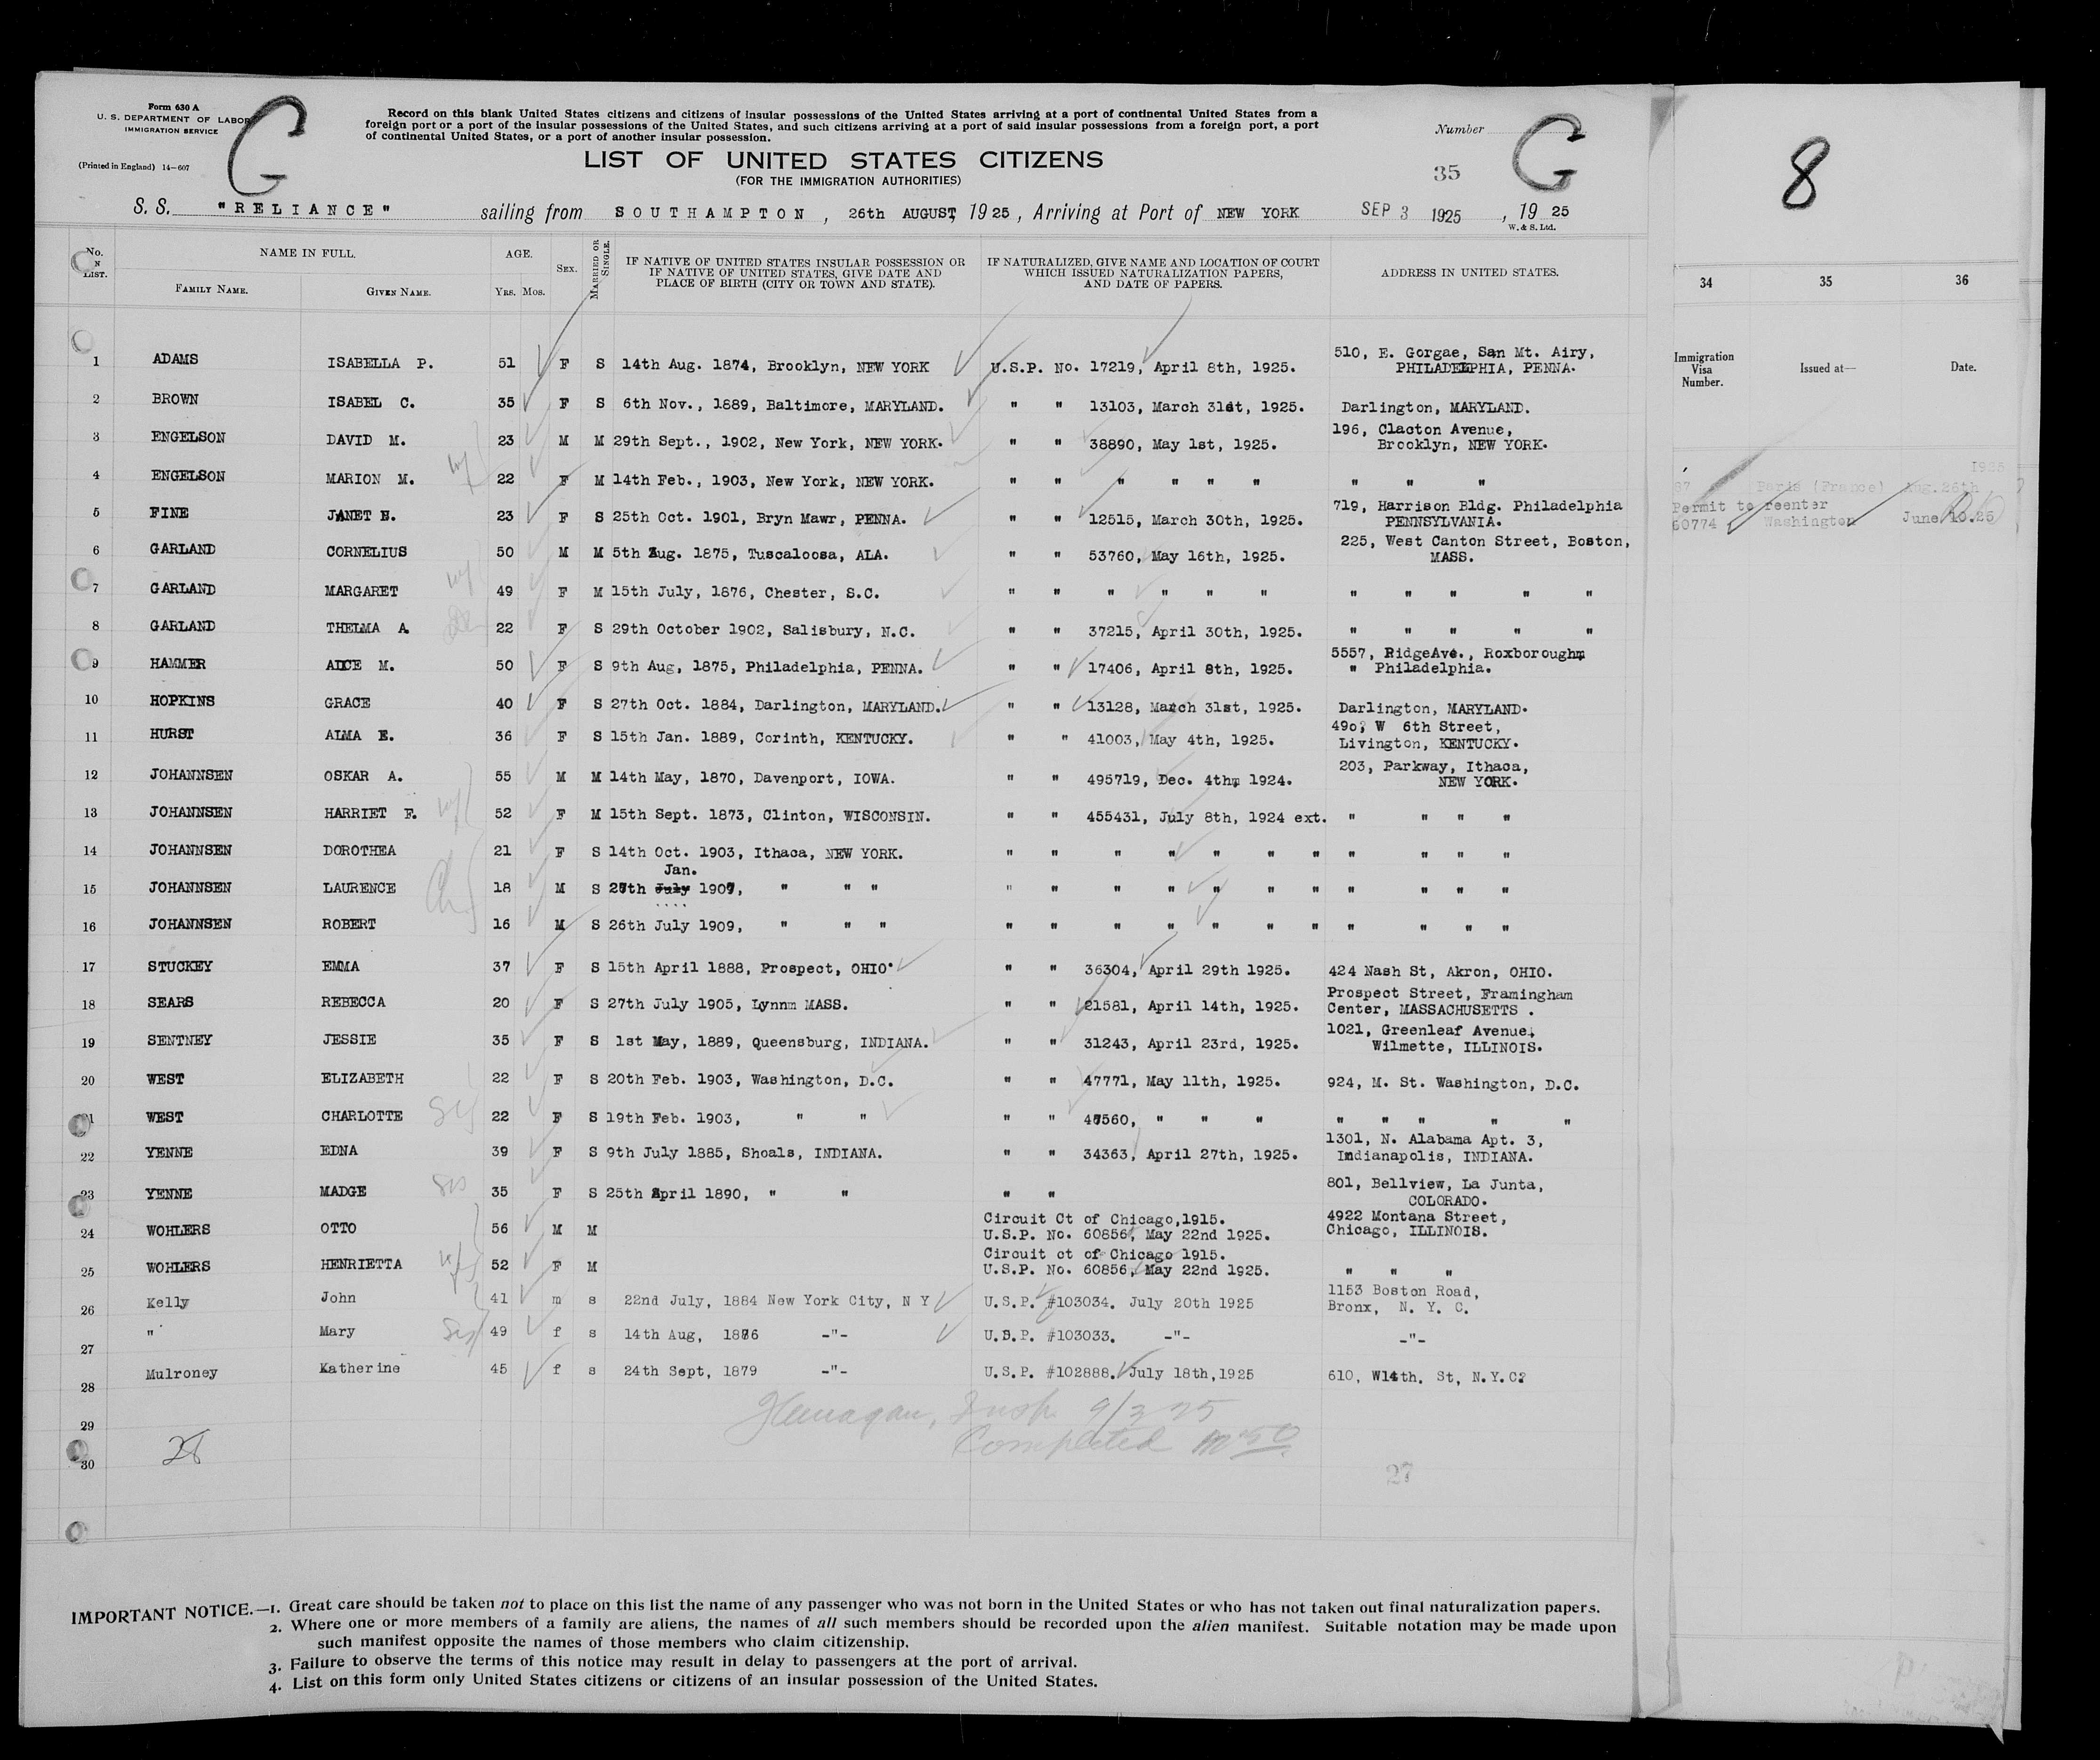 Form 630 A
U. S. DEPARTMENT OF LABOR
IMMIGRATION SERVICE
(Printed in England) 14—607
G
Record on this blank United States citizens and citizens of insular possessions of the United States arriving at a port of continental United States from a
foreign port or a port of the insular possessions of the United States, and such citizens arriving at a port of said insular possessions from a foreign port, a port
of continental United States, or a port of another insular possession.
LIST OF UNITED STATES CITIZENS
(FOR THE IMMIGRATION AUTHORITIES)
Number
35
G
8
S. S. "RELIANCE" sailing from SOUTHAMPTON, 26th AUGUST, 1925, Arriving at Port of NEW YORK SEP 3 1925, 19 25
W. & S. Ltd.
No. N LIST. NAME IN FULL. FAMILY NAME. GIVEN NAME. AGE. YRS. MOS. SEX. MARRIED OR SINGLE.
IF NATIVE OF UNITED STATES INSULAR POSSESSION OR
IF NATIVE OF UNITED STATES, GIVE DATE AND
PLACE OF BIRTH (CITY OR TOWN AND STATE).
IF NATURALIZED, GIVE NAME AND LOCATION OF COURT
WHICH ISSUED NATURALIZATION PAPERS,
AND DATE OF PAPERS.
ADDRESS IN UNITED STATES.
34 35 36
Immigration Visa Number. Issued at— Date.
1 ADAMS ISABELLA P. 51 F S 14th Aug. 1874, Brooklyn, NEW YORK U.S.P. No. 17219, April 8th, 1925. 510, E. Gorgae, San Mt. Airy,
PHILADELPHIA, PENNA.
2 BROWN ISABEL C. 35 F S 6th Nov., 1889, Baltimore, MARYLAND. " " 13103, March 31st, 1925. Darlington, MARYLAND.
3 ENGELSON DAVID M. 23 M M 29th Sept., 1902, New York, NEW YORK. " " 38890, May 1st, 1925. 196, Clacton Avenue,
Brooklyn, NEW YORK.
4 ENGELSON MARION M. 22 F M 14th Feb., 1903, New York, NEW YORK. " " " " " " " " "
5 FINE JANET E. 23 F S 25th Oct. 1901, Bryn Mawr, PENNA. " " 12515, March 30th, 1925. 719, Harrison Bldg. Philadelphia
PENNSYLVANIA.
Paris (France) Aug. 26th
Permit to reenter
60774 Washington June 10.25
6 GARLAND CORNELIUS 50 M M 5th Aug. 1875, Tuscaloosa, ALA. " " 53760, May 16th, 1925. 225, West Canton Street, Boston,
MASS.
7 GARLAND MARGARET 49 F M 15th July, 1876, Chester, S.C. " " " " " " " " " " "
8 GARLAND THELMA A. 22 F S 29th October 1902, Salisbury, N.C. " " 37215, April 30th, 1925. " " " " "
9 HAMMER AICE M. 50 F S 9th Aug, 1875, Philadelphia, PENNA. " " 17406, April 8th, 1925. 5557, RidgeAve., Roxborough,
" Philadelphia.
10 HOPKINS GRACE 40 F S 27th Oct. 1884, Darlington, MARYLAND. " " 13128, March 31st, 1925. Darlington, MARYLAND.
11 HURST ALMA E. 36 F S 15th Jan. 1889, Corinth, KENTUCKY. " " 41003, May 4th, 1925. 490, W 6th Street,
Livington, KENTUCKY.
12 JOHANNSEN OSKAR A. 55 M M 14th May, 1870, Davenport, IOWA. " " 495719, Dec. 4th, 1924. 203, Parkway, Ithaca,
NEW YORK.
13 JOHANNSEN HARRIET F. 52 F M 15th Sept. 1873, Clinton, WISCONSIN. " " 455431, July 8th, 1924 ext. " " " "
14 JOHANNSEN DOROTHEA 21 F S 14th Oct. 1903, Ithaca, NEW YORK. " " " " " " " " " " "
Jan.
15 JOHANNSEN LAURENCE 18 M S 27th July 1907, " " " " " " " " " " " " " "
16 JOHANNSEN ROBERT 16 M S 26th July 1909, " " " " " " " " " " " " " "
17 STUCKEY EMMA 37 F S 15th April 1888, Prospect, OHIO. " " 36304, April 29th 1925. 424 Nash St, Akron, OHIO.
18 SEARS REBECCA 20 F S 27th July 1905, Lynnm MASS. " " 21581, April 14th, 1925. Prospect Street, Framingham
Center, MASSACHUSETTS .
19 SENTNEY JESSIE 35 F S 1st May, 1889, Queensburg, INDIANA. " " 31243, April 23rd, 1925. 1021, Greenleaf Avenue,
Wilmette, ILLINOIS.
20 WEST ELIZABETH 22 F S 20th Feb. 1903, Washington, D.C. " " 47771, May 11th, 1925. 924, M. St. Washington, D.C.
21 WEST CHARLOTTE Sis 22 F S 19th Feb. 1903, " " " " 47560, " " " " " " " "
22 YENNE EDNA 39 F S 9th July 1885, Shoals, INDIANA. " " 34363, April 27th, 1925. 1301, N. Alabama Apt. 3,
Indianapolis, INDIANA.
23 YENNE MADGE Sis 35 F S 25th April 1890, " " " " 801, Bellview, La Junta,
COLORADO.
24 WOHLERS OTTO 56 M M Circuit Ct of Chicago,1915.
U.S.P. No. 60856, May 22nd 1925. 4922 Montana Street,
Chicago, ILLINOIS.
25 WOHLERS HENRIETTA 52 F M Circuit ct of Chicago 1915.
U.S.P. No. 60856, May 22nd 1925. " " "
26 Kelly John 41 m s 22nd July, 1884 New York City, N Y U.S.P. #103034. July 20th 1925 1153 Boston Road,
Bronx, N. Y. C.
27 " Mary Sis 49 f s 14th Aug, 1876 -"- U.S.P. #103033. -"- -"-
28 Mulroney Katherine 45 f s 24th Sept, 1879 -"- U.S.P. #102888. July 18th,1925 610, W14th. St, N.Y.C.
29
30
28
Insp. 9/3 25
Completed
27
IMPORTANT NOTICE.—1. Great care should be taken not to place on this list the name of any passenger who was not born in the United States or who has not taken out final naturalization papers.
2. Where one or more members of a family are aliens, the names of all such members should be recorded upon the alien manifest. Suitable notation may be made upon
such manifest opposite the names of those members who claim citizenship.
3. Failure to observe the terms of this notice may result in delay to passengers at the port of arrival.
4. List on this form only United States citizens or citizens of an insular possession of the United States.